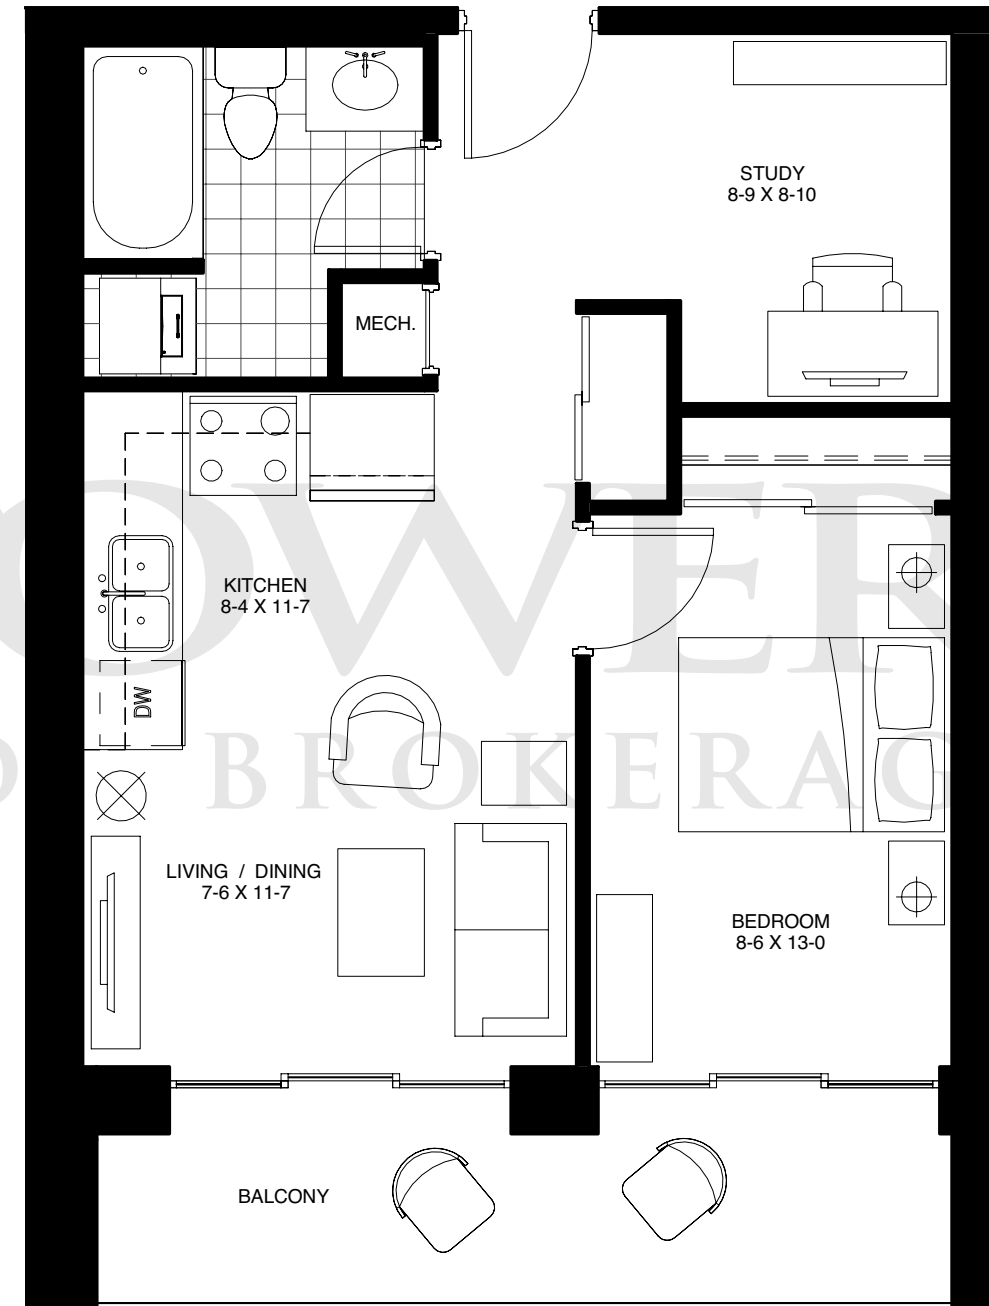 STUDY
8-9 X 8-10
MECH.
KITCHEN
8-4 X 11-7
DW
LIVING / DINING
7-6 X 11-7
BEDROOM
8-6 X 13-0
BALCONY